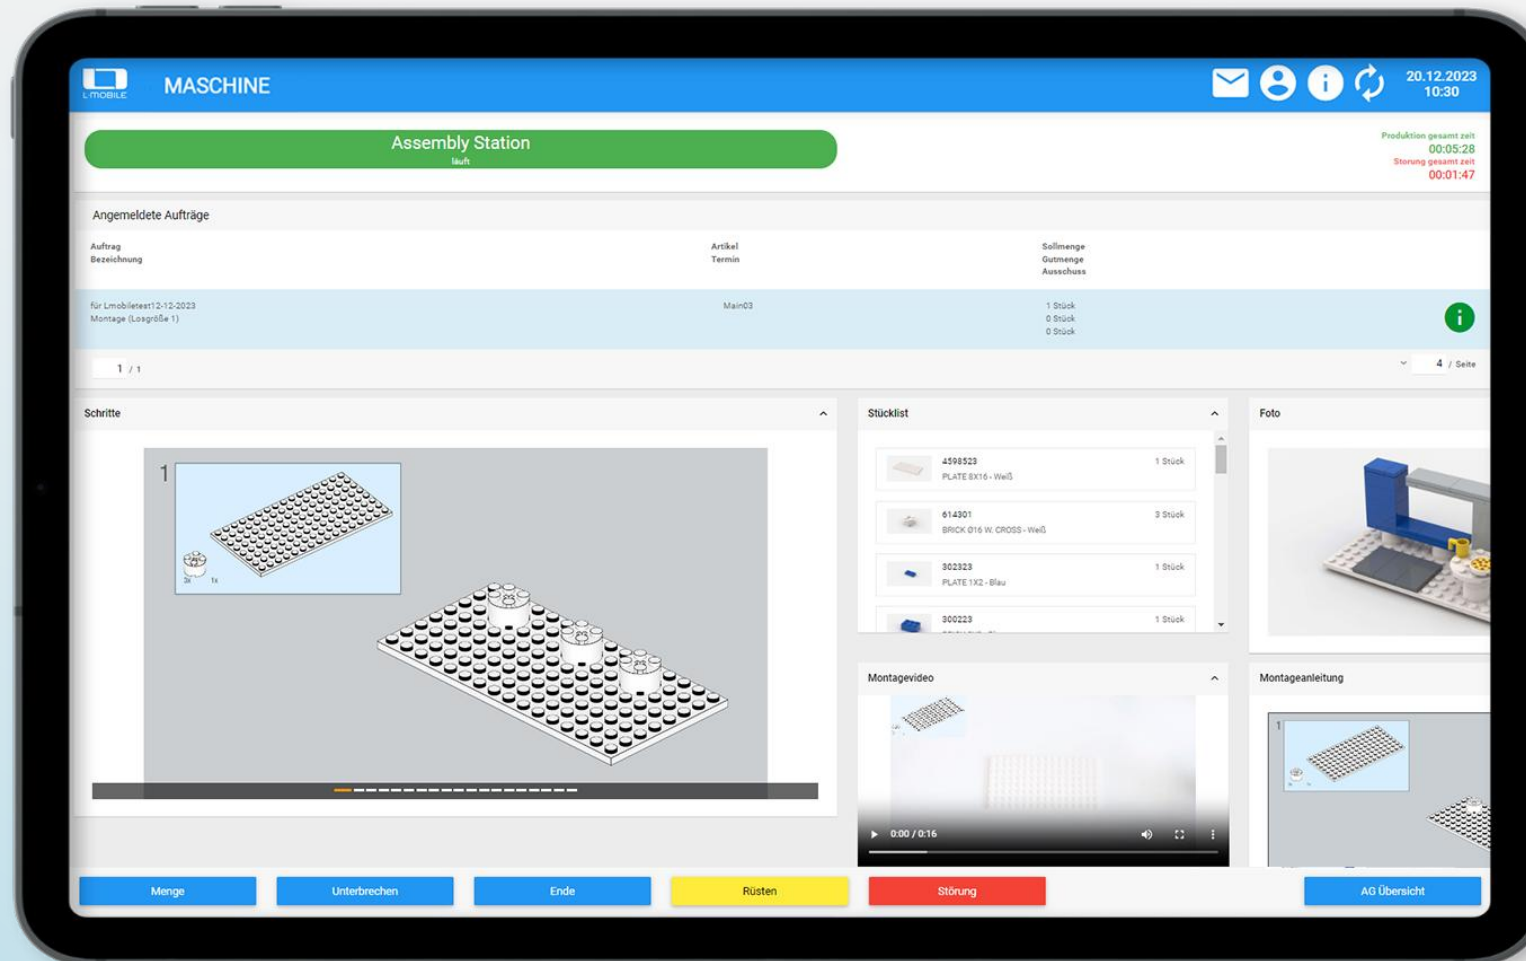 L-MOBILE
MASCHINE
20.12.2023
10:30
Assembly Station
läuft
Produktion gesamt zeit
00:05:28
Storung gesamt zeit
00:01:47
Angemeldete Aufträge
Auftrag
Bezeichnung
Artikel
Termin
Sollmenge
Gutmenge
Ausschuss
für Lmobiletest12-12-2023
Montage (Losgröße 1)
Main03
1 Stück
0 Stück
0 Stück
i
1 / 1
4 / Seite
Schritte
1
3x 1x
Stücklist
4598523 1 Stück
PLATE 8X16 - Weiß
614301 3 Stück
BRICK Ø16 W. CROSS - Weiß
302323 1 Stück
PLATE 1X2 - Blau
300223 1 Stück
Foto
Montagevideo
0:00 / 0:16
Montageanleitung
1
Menge
Unterbrechen
Ende
Rüsten
Störung
AG Übersicht